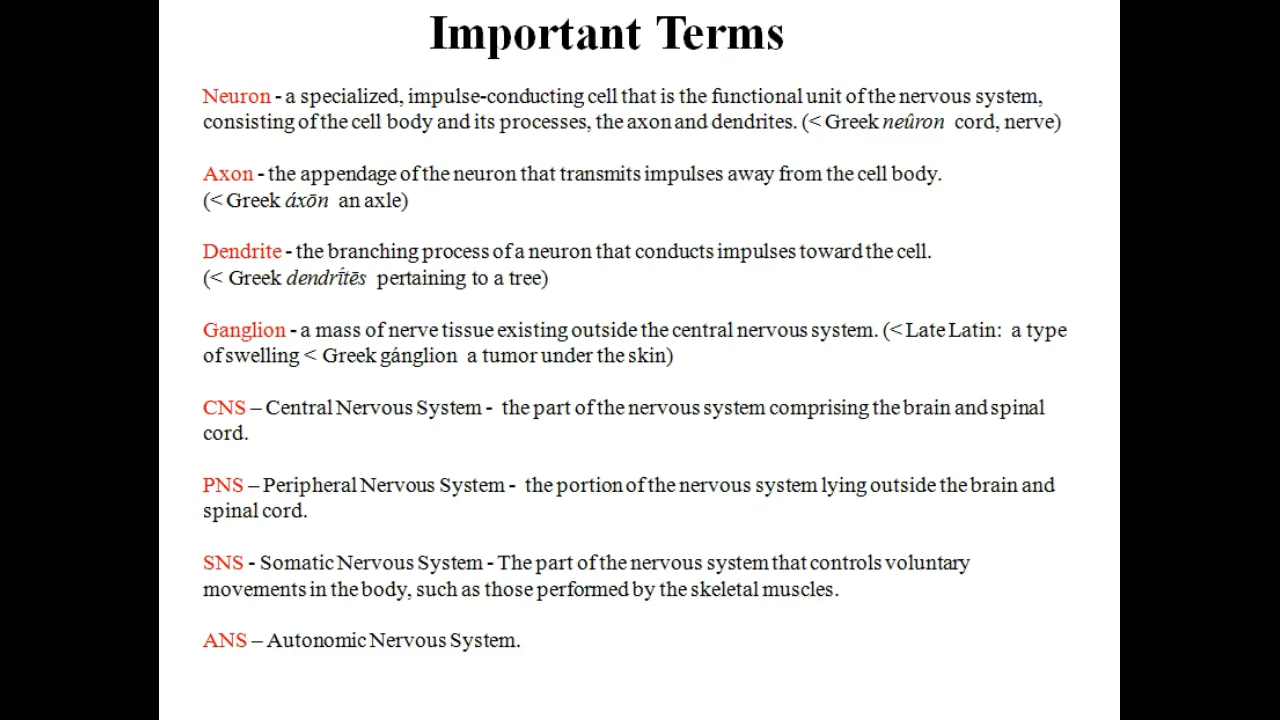 Important Terms
Neuron - a specialized, impulse-conducting cell that is the functional unit of the nervous system,
consisting of the cell body and its processes, the axon and dendrites. (< Greek neûron cord, nerve)
Axon - the appendage of the neuron that transmits impulses away from the cell body.
(< Greek áxōn an axle)
Dendrite - the branching process of a neuron that conducts impulses toward the cell.
(< Greek dendrī́tēs pertaining to a tree)
Ganglion - a mass of nerve tissue existing outside the central nervous system. (< Late Latin: a type
of swelling < Greek gánglion a tumor under the skin)
CNS – Central Nervous System - the part of the nervous system comprising the brain and spinal
cord.
PNS – Peripheral Nervous System - the portion of the nervous system lying outside the brain and
spinal cord.
SNS - Somatic Nervous System - The part of the nervous system that controls voluntary
movements in the body, such as those performed by the skeletal muscles.
ANS – Autonomic Nervous System.